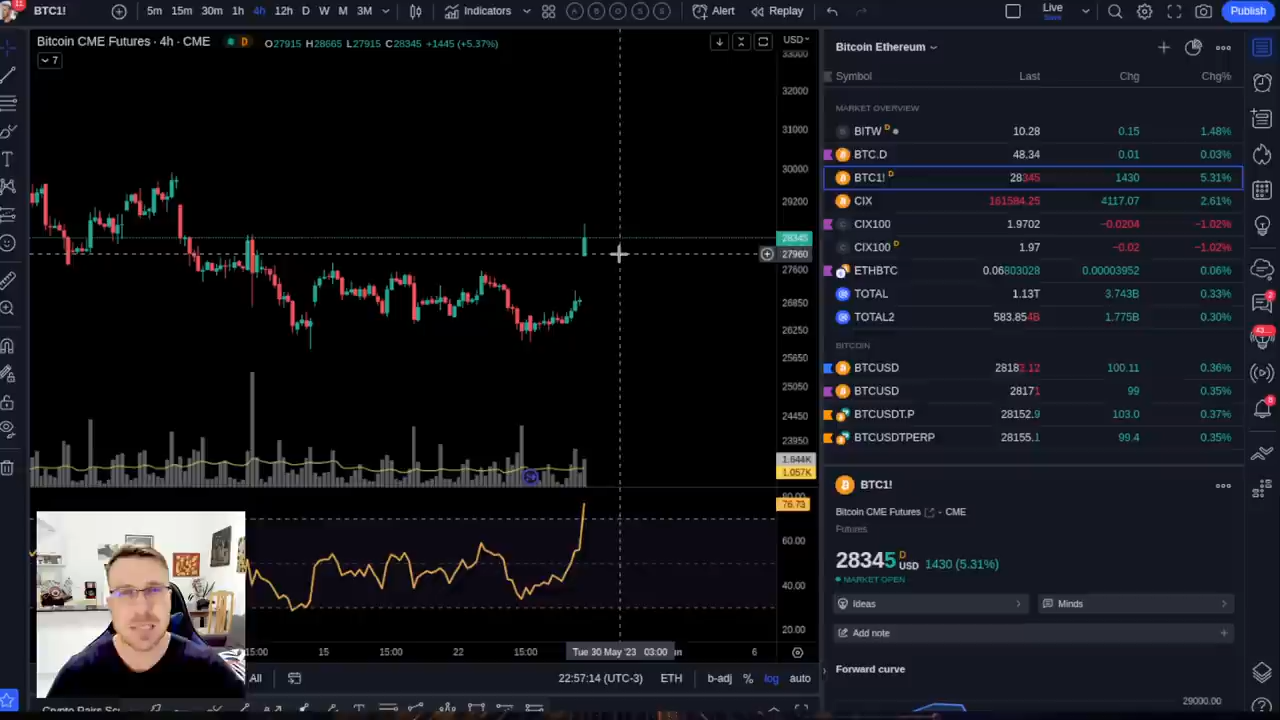 11
BTC1!
5m 15m 30m 1h 4h 12h D W M 3M
Indicators
Alert
Replay
Live
Save
Publish
Bitcoin CME Futures · 4h · CME
D
O27915 H28665 L27915 C28345 +1445 (+5.37%)
7
USD
33000
32000
31000
30000
29200
28345
27960
27600
26850
26250
25650
25050
24450
23950
1.644K
1.057K
80.00
76.73
60.00
40.00
20.00
15:00
15
15:00
22
15:00
Tue 30 May '23 03:00
6
All
22:57:14 (UTC-3)
ETH
b-adj
%
log
auto
Bitcoin Ethereum
Symbol Last Chg Chg%
MARKET OVERVIEW
BITW D 10.28 0.15 1.48%
BTC.D 48.34 0.01 0.03%
BTC1! D 28345 1430 5.31%
CIX 161584.25 4117.07 2.61%
CIX100 1.9702 −0.0204 −1.02%
CIX100 D 1.97 −0.02 −1.02%
ETHBTC 0.06803028 0.00003952 0.06%
TOTAL 1.13T 3.743B 0.33%
TOTAL2 583.854B 1.775B 0.30%
BITCOIN
BTCUSD 28182.12 100.11 0.36%
BTCUSD 28171 99 0.35%
BTCUSDT.P 28152.9 103.0 0.37%
BTCUSDTPERP 28155.1 99.4 0.35%
BTC1!
Bitcoin CME Futures · CME
Futures
28345 D USD 1430 (5.31%)
MARKET OPEN
Ideas
Minds
Add note
Forward curve
29000.00
2
43...
8